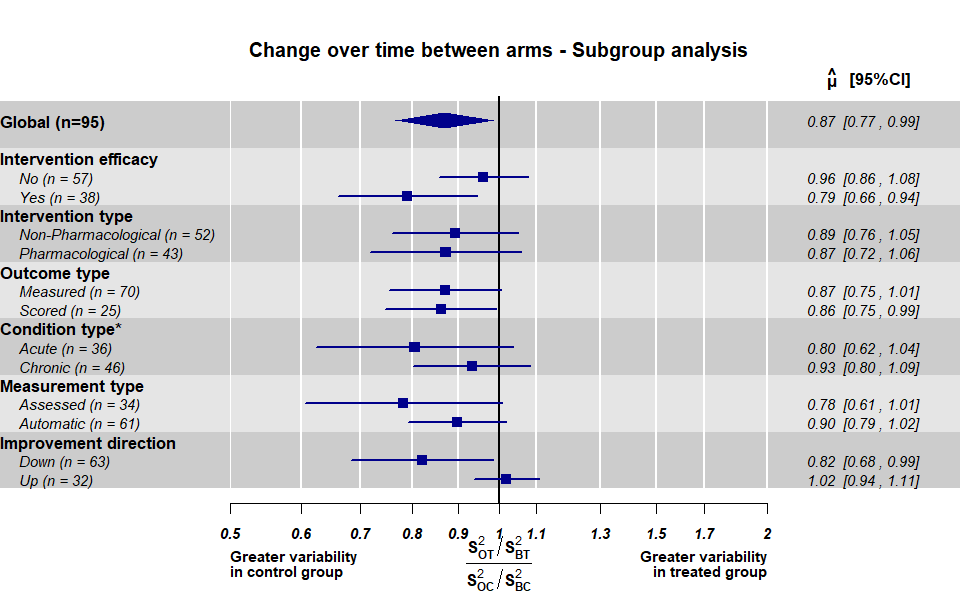 Change over time between arms - Subgroup analysis
μ̂ [95%CI]
Global (n=95) 0.87 [0.77 , 0.99]
Intervention efficacy
No (n = 57) 0.96 [0.86 , 1.08]
Yes (n = 38) 0.79 [0.66 , 0.94]
Intervention type
Non-Pharmacological (n = 52) 0.89 [0.76 , 1.05]
Pharmacological (n = 43) 0.87 [0.72 , 1.06]
Outcome type
Measured (n = 70) 0.87 [0.75 , 1.01]
Scored (n = 25) 0.86 [0.75 , 0.99]
Condition type*
Acute (n = 36) 0.80 [0.62 , 1.04]
Chronic (n = 46) 0.93 [0.80 , 1.09]
Measurement type
Assessed (n = 34) 0.78 [0.61 , 1.01]
Automatic (n = 61) 0.90 [0.79 , 1.02]
Improvement direction
Down (n = 63) 0.82 [0.68 , 0.99]
Up (n = 32) 1.02 [0.94 , 1.11]
0.5 0.6 0.7 0.8 0.9 1 1.1 1.3 1.5 1.7 2
Greater variability
in control group
S²OT / S²BT
S²OC / S²BC
Greater variability
in treated group